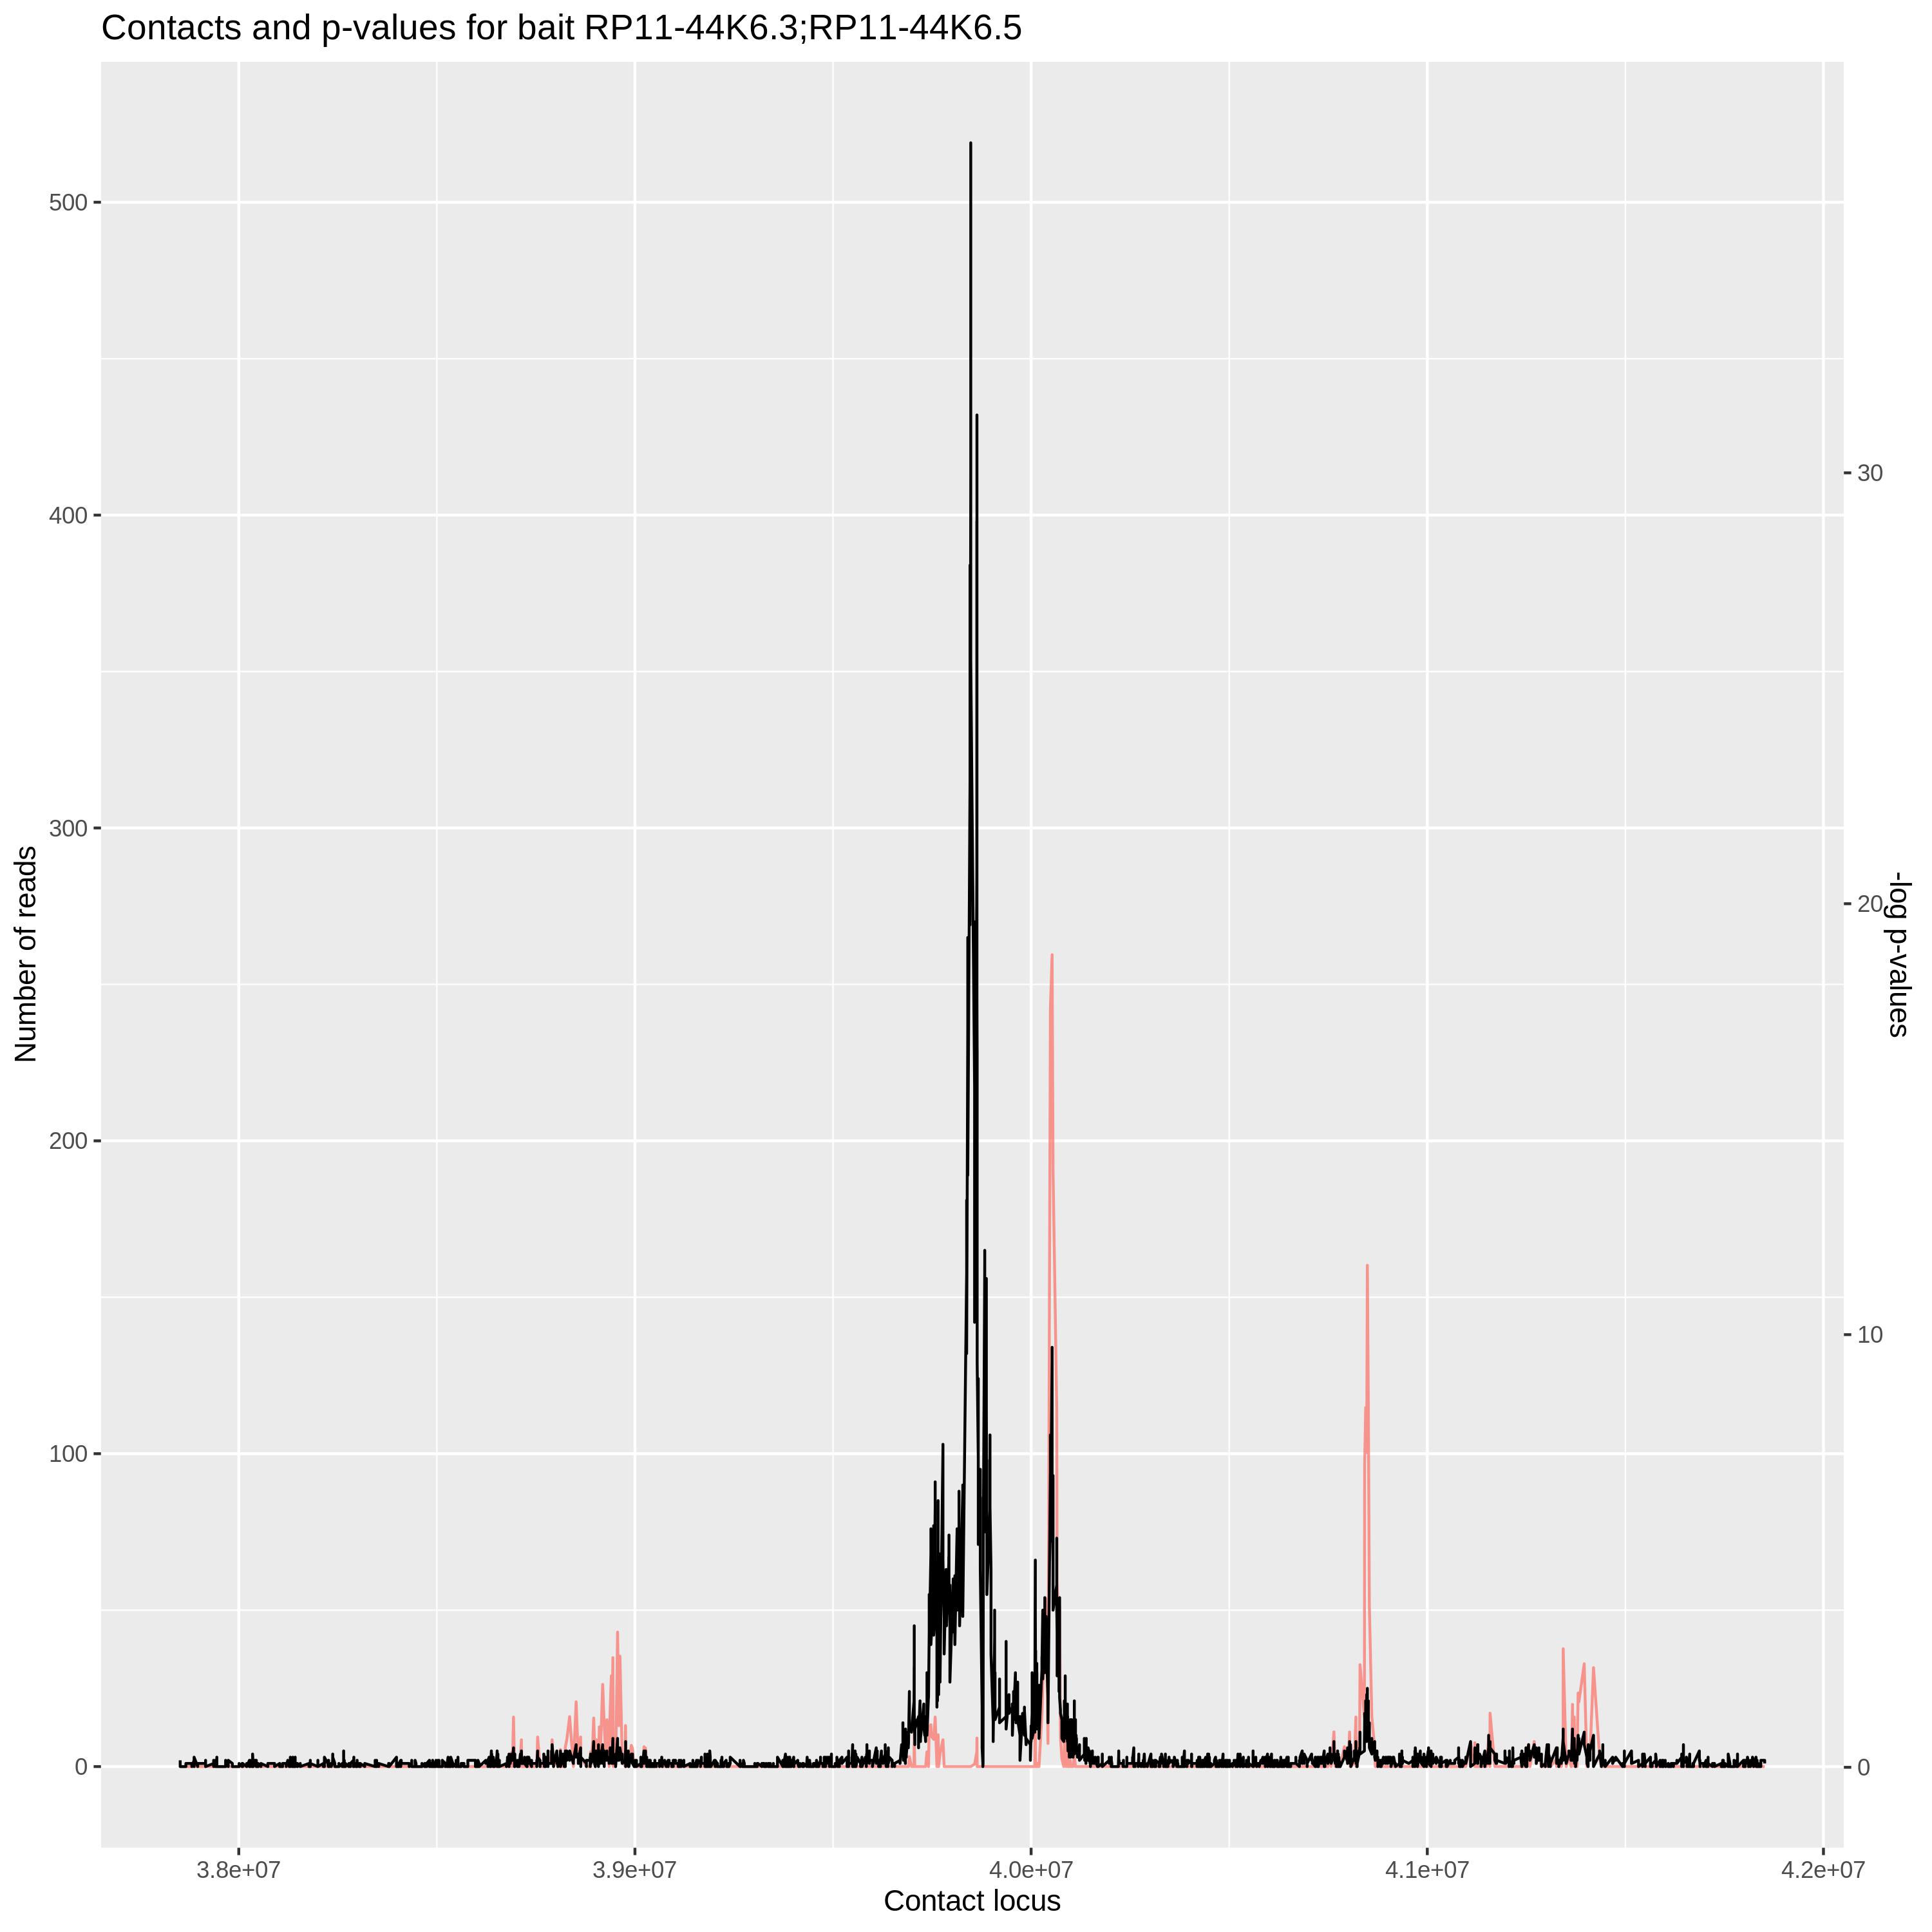 Contacts and p-values for bait RP11-44K6.3;RP11-44K6.5
500
400
300
200
100
0
Number of reads
30
20
10
0
-log p-values
3.8e+07
3.9e+07
4.0e+07
4.1e+07
4.2e+07
Contact locus